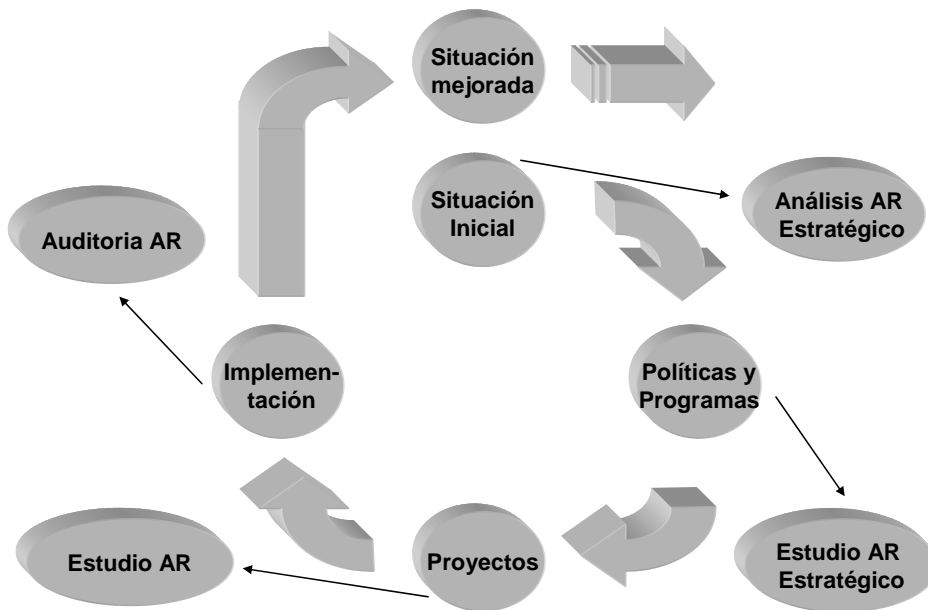 Situación
mejorada
Situación
Inicial
Análisis AR
Estratégico
Auditoria AR
Implemen-
tación
Políticas y
Programas
Estudio AR
Proyectos
Estudio AR
Estratégico